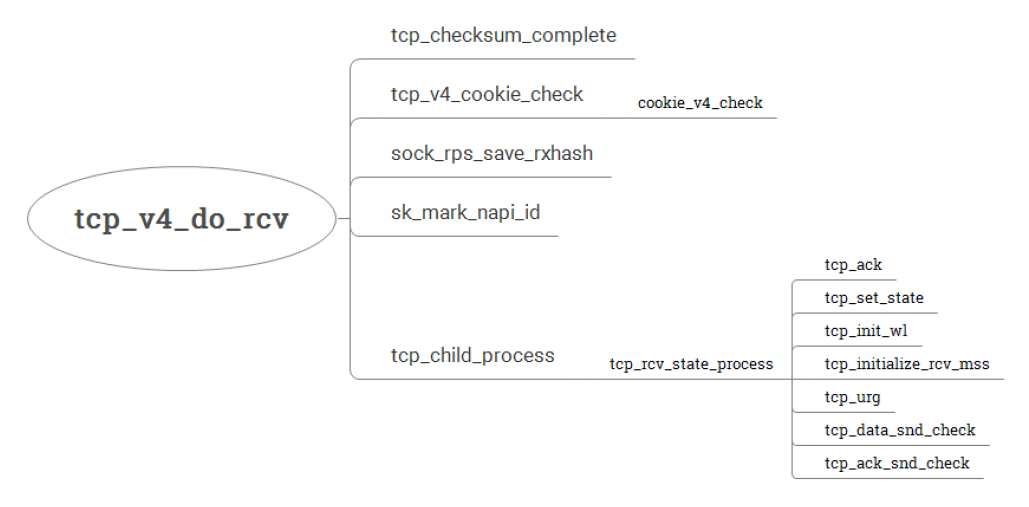 tcp_v4_do_rcv
tcp_checksum_complete
tcp_v4_cookie_check
cookie_v4_check
sock_rps_save_rxhash
sk_mark_napi_id
tcp_child_process
tcp_rcv_state_process
tcp_ack
tcp_set_state
tcp_init_wl
tcp_initialize_rcv_mss
tcp_urg
tcp_data_snd_check
tcp_ack_snd_check